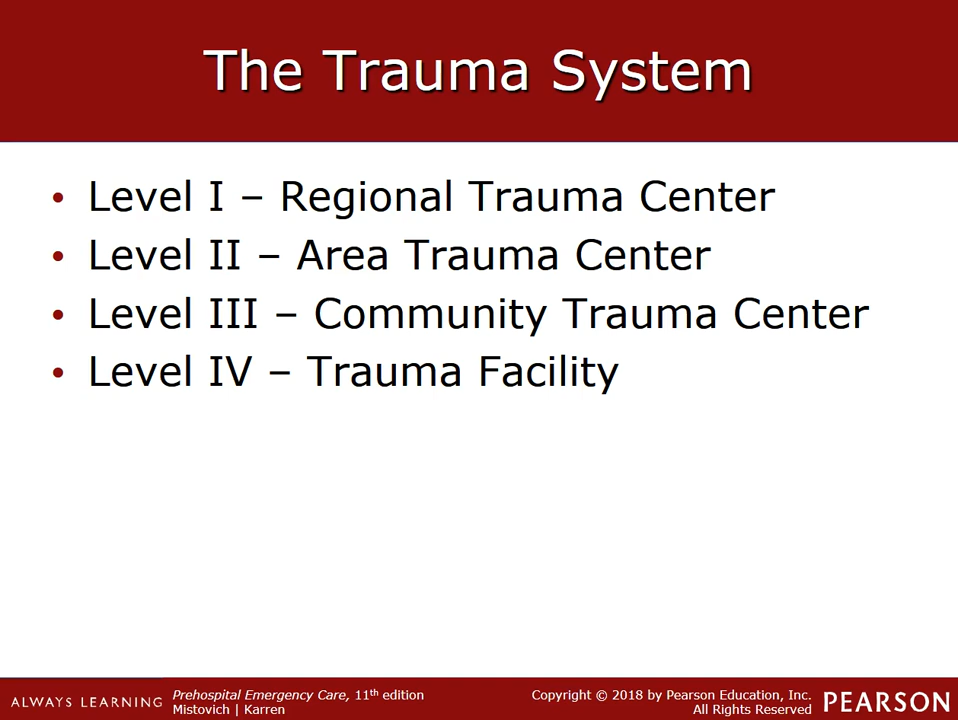 The Trauma System
• Level I – Regional Trauma Center
• Level II – Area Trauma Center
• Level III – Community Trauma Center
• Level IV – Trauma Facility
ALWAYS LEARNING
Prehospital Emergency Care, 11th edition
Mistovich | Karren
Copyright © 2018 by Pearson Education, Inc.
All Rights Reserved
PEARSON